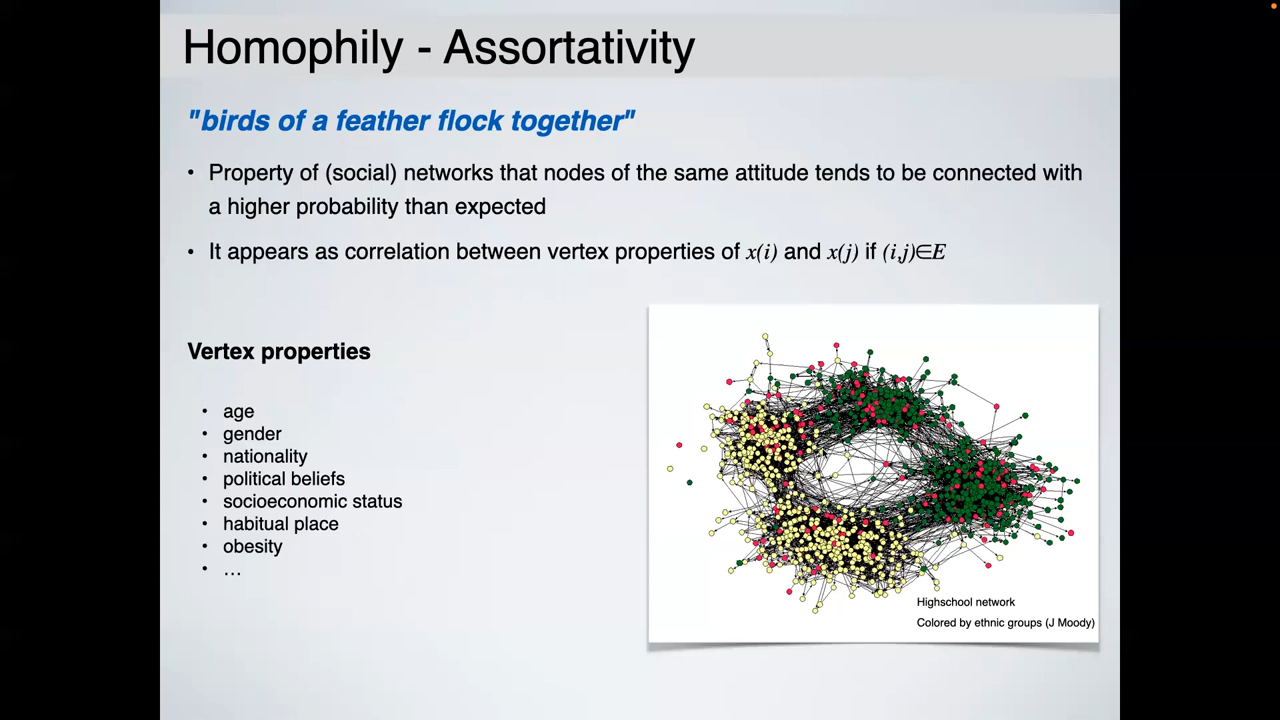 Homophily - Assortativity
"birds of a feather flock together"
• Property of (social) networks that nodes of the same attitude tends to be connected with
a higher probability than expected
• It appears as correlation between vertex properties of x(i) and x(j) if (i,j)∈E
Vertex properties
• age
• gender
• nationality
• political beliefs
• socioeconomic status
• habitual place
• obesity
• …
Highschool network
Colored by ethnic groups (J Moody)